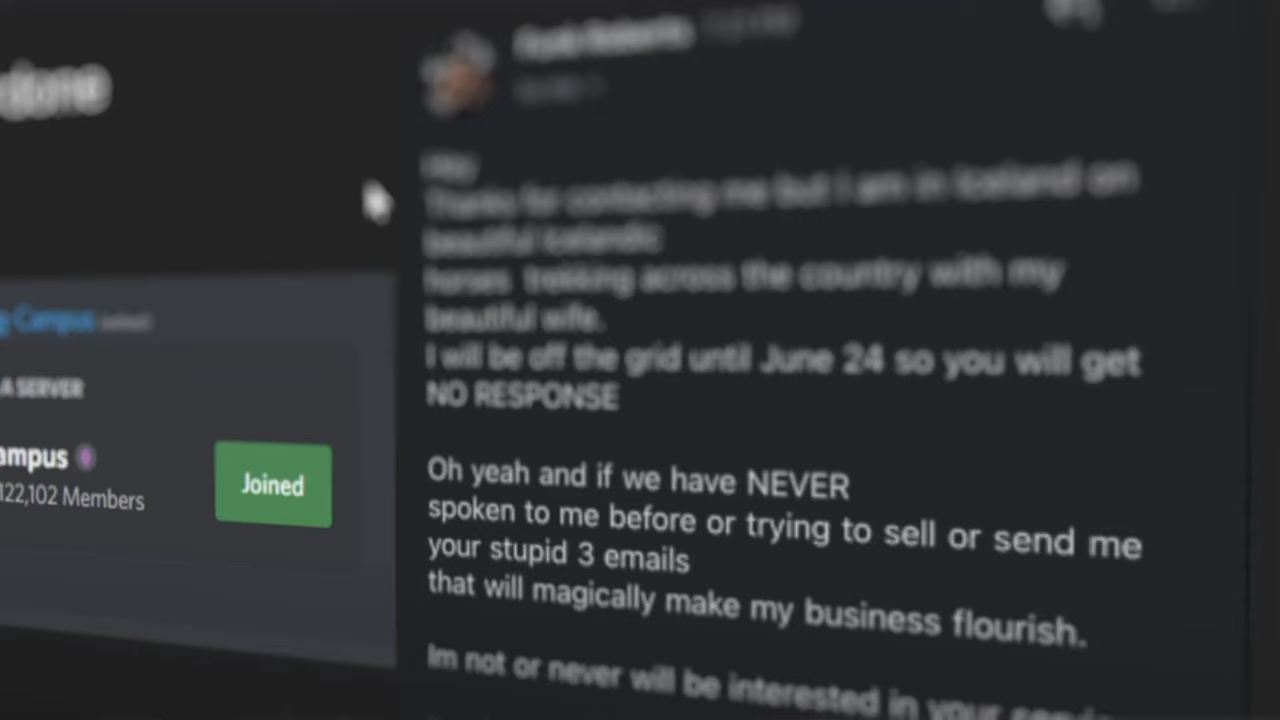 done
Hey
Thanks for contacting me but I am in Iceland on
beautiful Icelandic
horses trekking across the country with my
beautiful wife.
I will be off the grid until June 24 so you will get
NO RESPONSE
Oh yeah and if we have NEVER
spoken to me before or trying to sell or send me
your stupid 3 emails
that will magically make my business flourish.
Im not or never will be interested in your
g Campus (edited)
A SERVER
ampus
122,102 Members
Joined